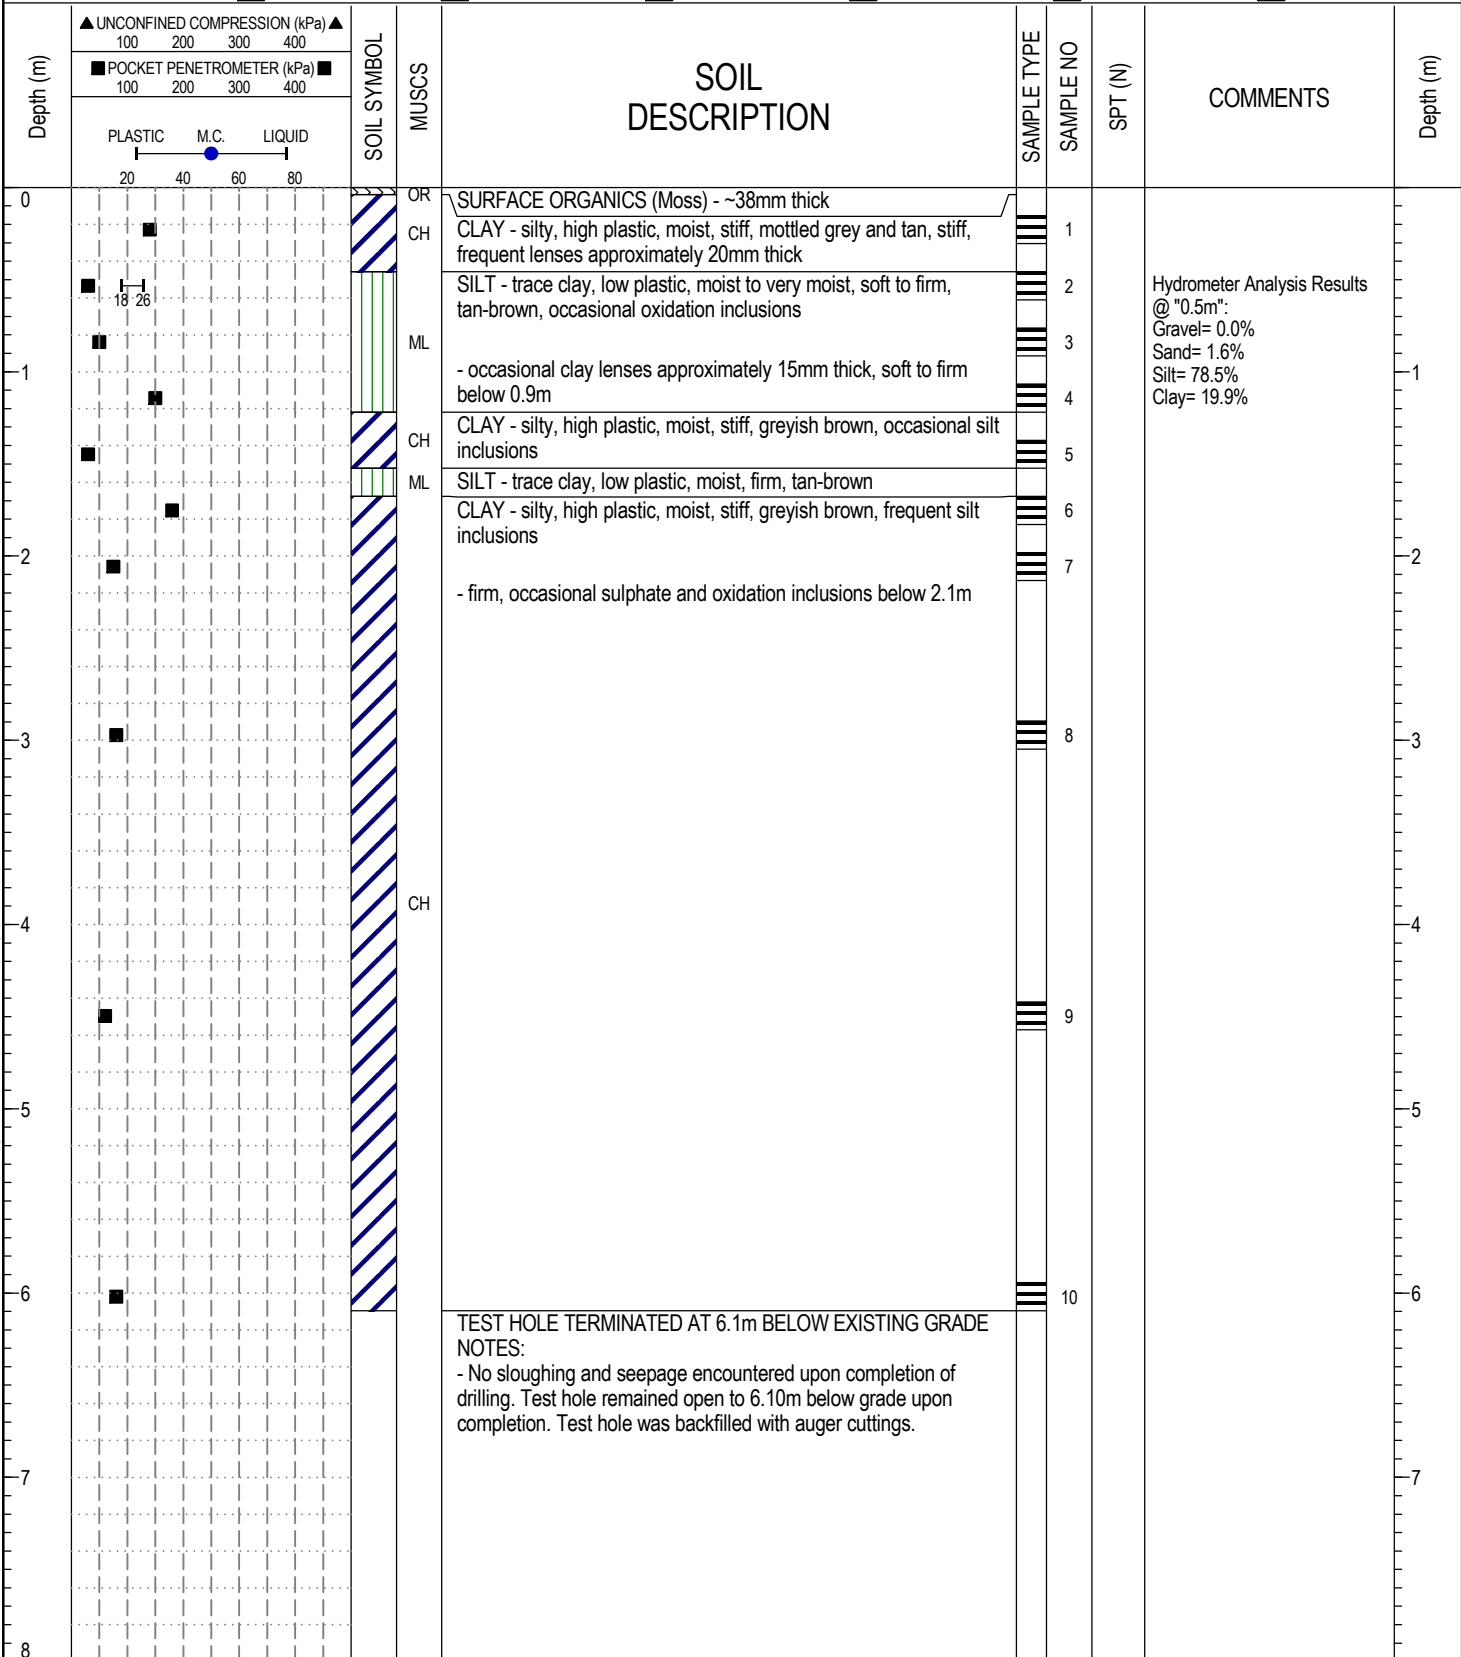 ▲ UNCONFINED COMPRESSION (kPa) ▲
100 200 300 400
■ POCKET PENETROMETER (kPa) ■
100 200 300 400
PLASTIC M.C. LIQUID
20 40 60 80
Depth (m)
SOIL SYMBOL
MUSCS
SOIL
DESCRIPTION
SAMPLE TYPE
SAMPLE NO
SPT (N)
COMMENTS
Depth (m)
0
OR
SURFACE ORGANICS (Moss) - ~38mm thick
CH
CLAY - silty, high plastic, moist, stiff, mottled grey and tan, stiff,
frequent lenses approximately 20mm thick
1
18 26
SILT - trace clay, low plastic, moist to very moist, soft to firm,
tan-brown, occasional oxidation inclusions
2
Hydrometer Analysis Results
@ "0.5m":
Gravel= 0.0%
Sand= 1.6%
Silt= 78.5%
Clay= 19.9%
ML
3
1
- occasional clay lenses approximately 15mm thick, soft to firm
below 0.9m
4
1
CH
CLAY - silty, high plastic, moist, stiff, greyish brown, occasional silt
inclusions
5
ML
SILT - trace clay, low plastic, moist, firm, tan-brown
CLAY - silty, high plastic, moist, stiff, greyish brown, frequent silt
inclusions
6
2
7
2
- firm, occasional sulphate and oxidation inclusions below 2.1m
3
8
3
CH
4
4
9
5
5
6
10
6
TEST HOLE TERMINATED AT 6.1m BELOW EXISTING GRADE
NOTES:
- No sloughing and seepage encountered upon completion of
drilling. Test hole remained open to 6.10m below grade upon
completion. Test hole was backfilled with auger cuttings.
7
7
8